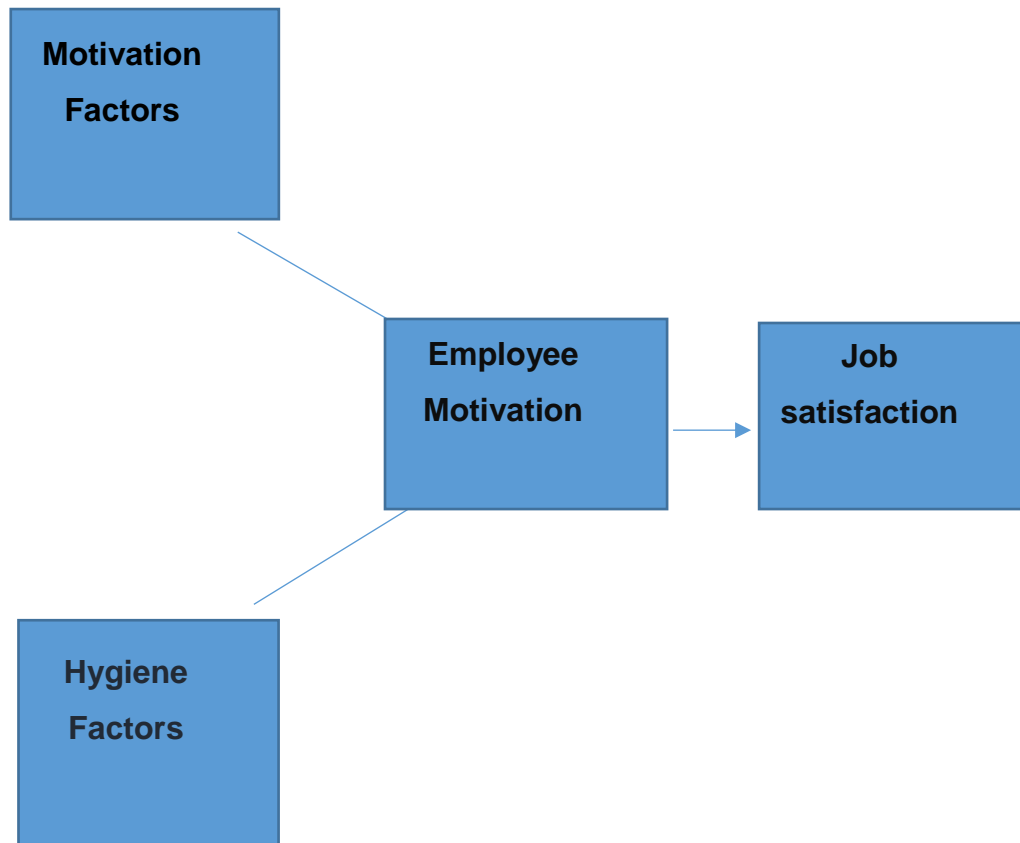 Motivation
Factors
Employee
Motivation
Job
satisfaction
Hygiene
Factors